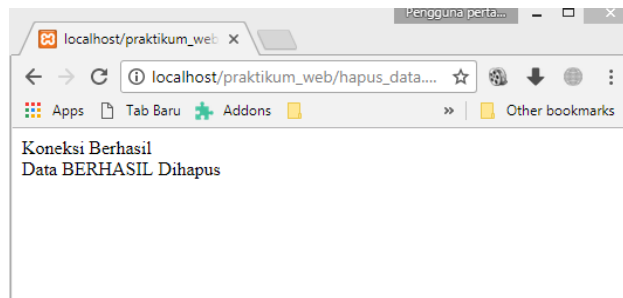 Pengguna perta...
localhost/praktikum_web
localhost/praktikum_web/hapus_data....
Apps Tab Baru Addons » Other bookmarks
Koneksi Berhasil
Data BERHASIL Dihapus